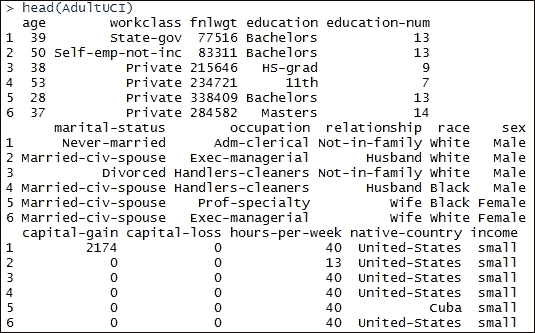 > head(AdultUCI)
  age        workclass fnlwgt education education-num
1  39        State-gov  77516 Bachelors            13
2  50 Self-emp-not-inc  83311 Bachelors            13
3  38          Private 215646   HS-grad             9
4  53          Private 234721      11th             7
5  28          Private 338409 Bachelors            13
6  37          Private 284582   Masters            14
      marital-status        occupation  relationship  race    sex
1      Never-married      Adm-clerical Not-in-family White   Male
2 Married-civ-spouse   Exec-managerial       Husband White   Male
3           Divorced Handlers-cleaners Not-in-family White   Male
4 Married-civ-spouse Handlers-cleaners       Husband Black   Male
5 Married-civ-spouse    Prof-specialty          Wife Black Female
6 Married-civ-spouse   Exec-managerial          Wife White Female
  capital-gain capital-loss hours-per-week native-country income
1         2174            0             40  United-States  small
2            0            0             13  United-States  small
3            0            0             40  United-States  small
4            0            0             40  United-States  small
5            0            0             40           Cuba  small
6            0            0             40  United-States  small